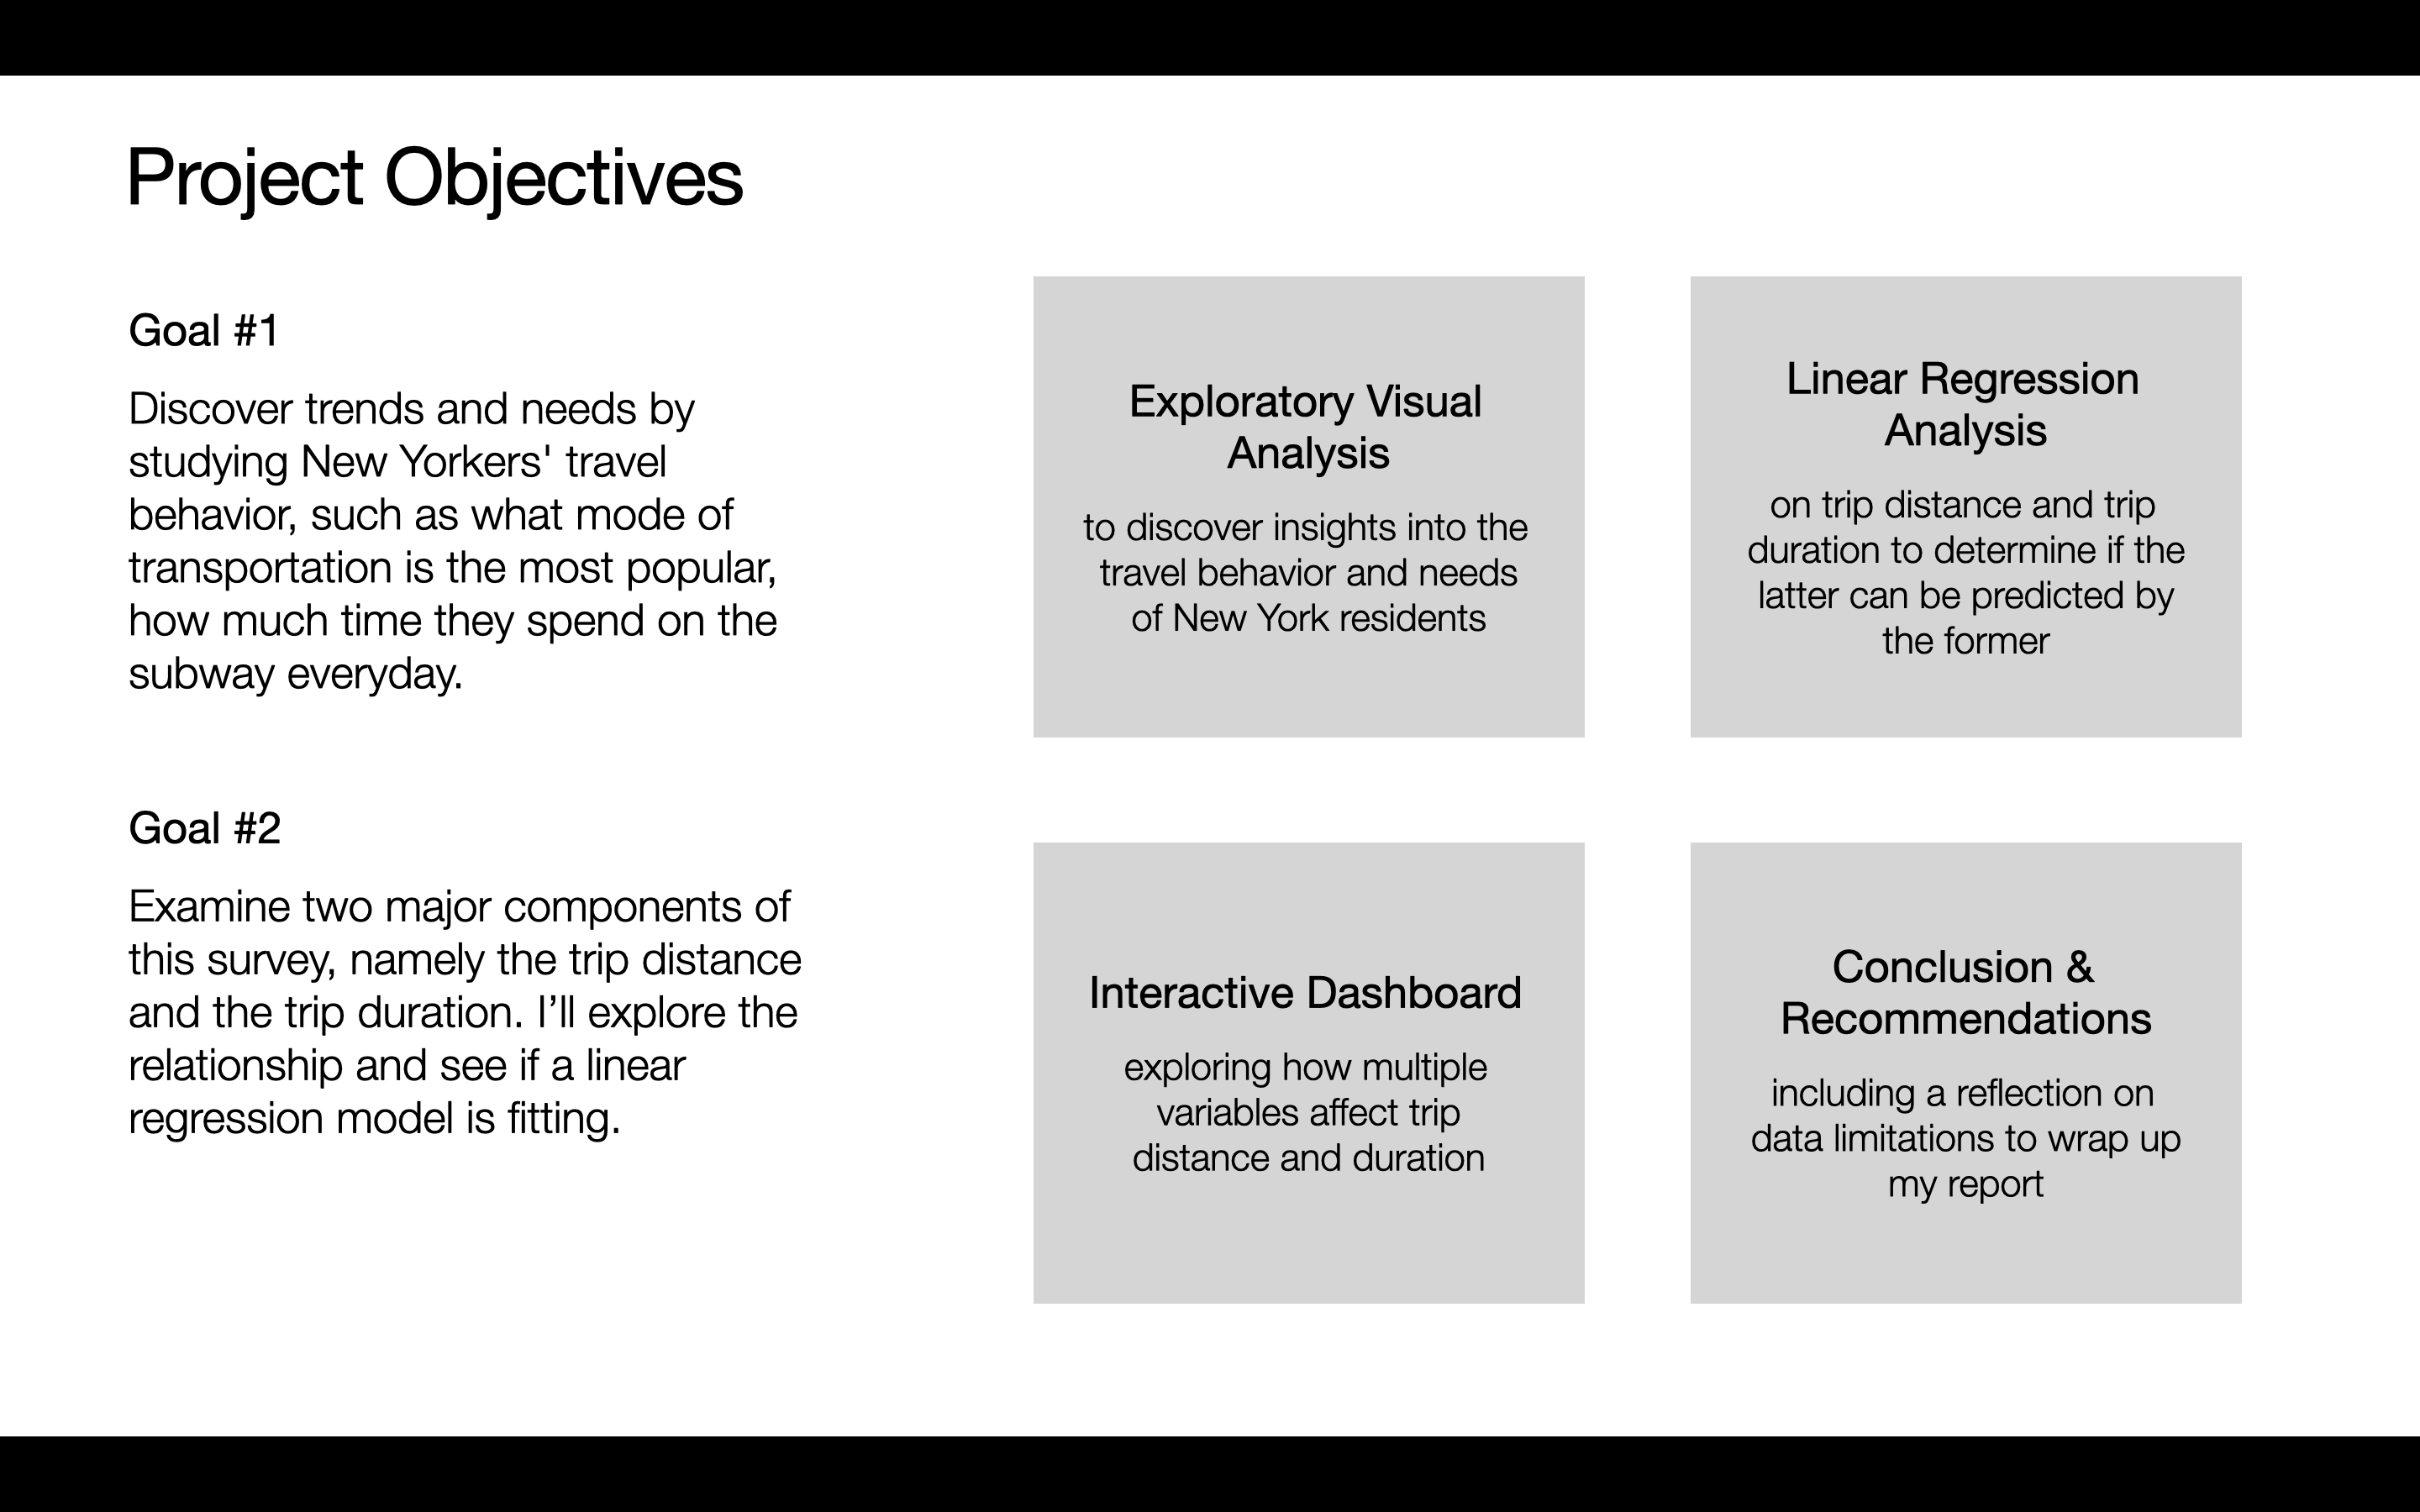 Project Objectives
Goal #1
Discover trends and needs by
studying New Yorkers' travel
behavior, such as what mode of
transportation is the most popular,
how much time they spend on the
subway everyday.
Goal #2
Examine two major components of
this survey, namely the trip distance
and the trip duration. I’ll explore the
relationship and see if a linear
regression model is fitting.
Exploratory Visual
Analysis
to discover insights into the
travel behavior and needs
of New York residents
Linear Regression
Analysis
on trip distance and trip
duration to determine if the
latter can be predicted by
the former
Interactive Dashboard
exploring how multiple
variables affect trip
distance and duration
Conclusion &
Recommendations
including a reflection on
data limitations to wrap up
my report